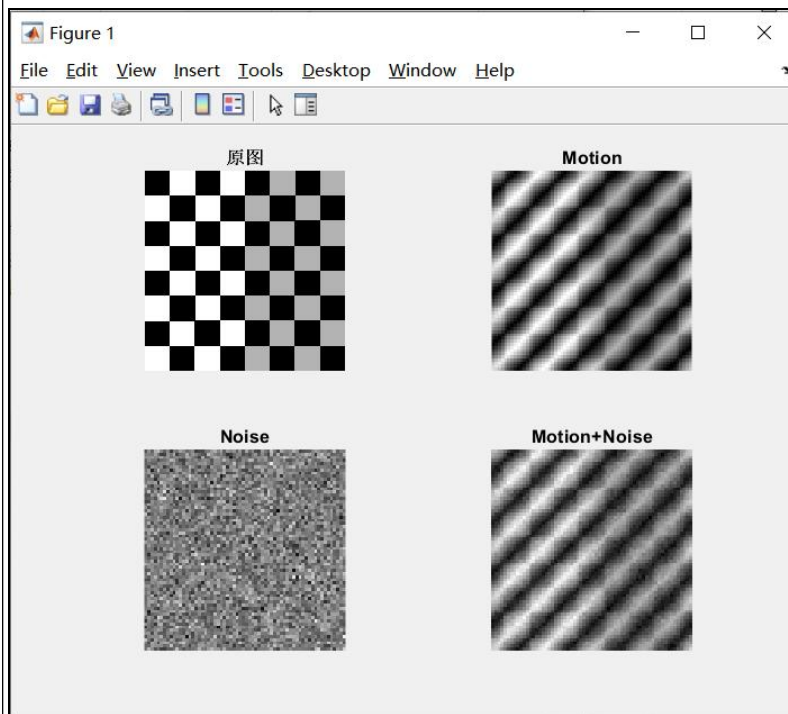 Figure 1
File Edit View Insert Tools Desktop Window Help
原图
Motion
Noise
Motion+Noise